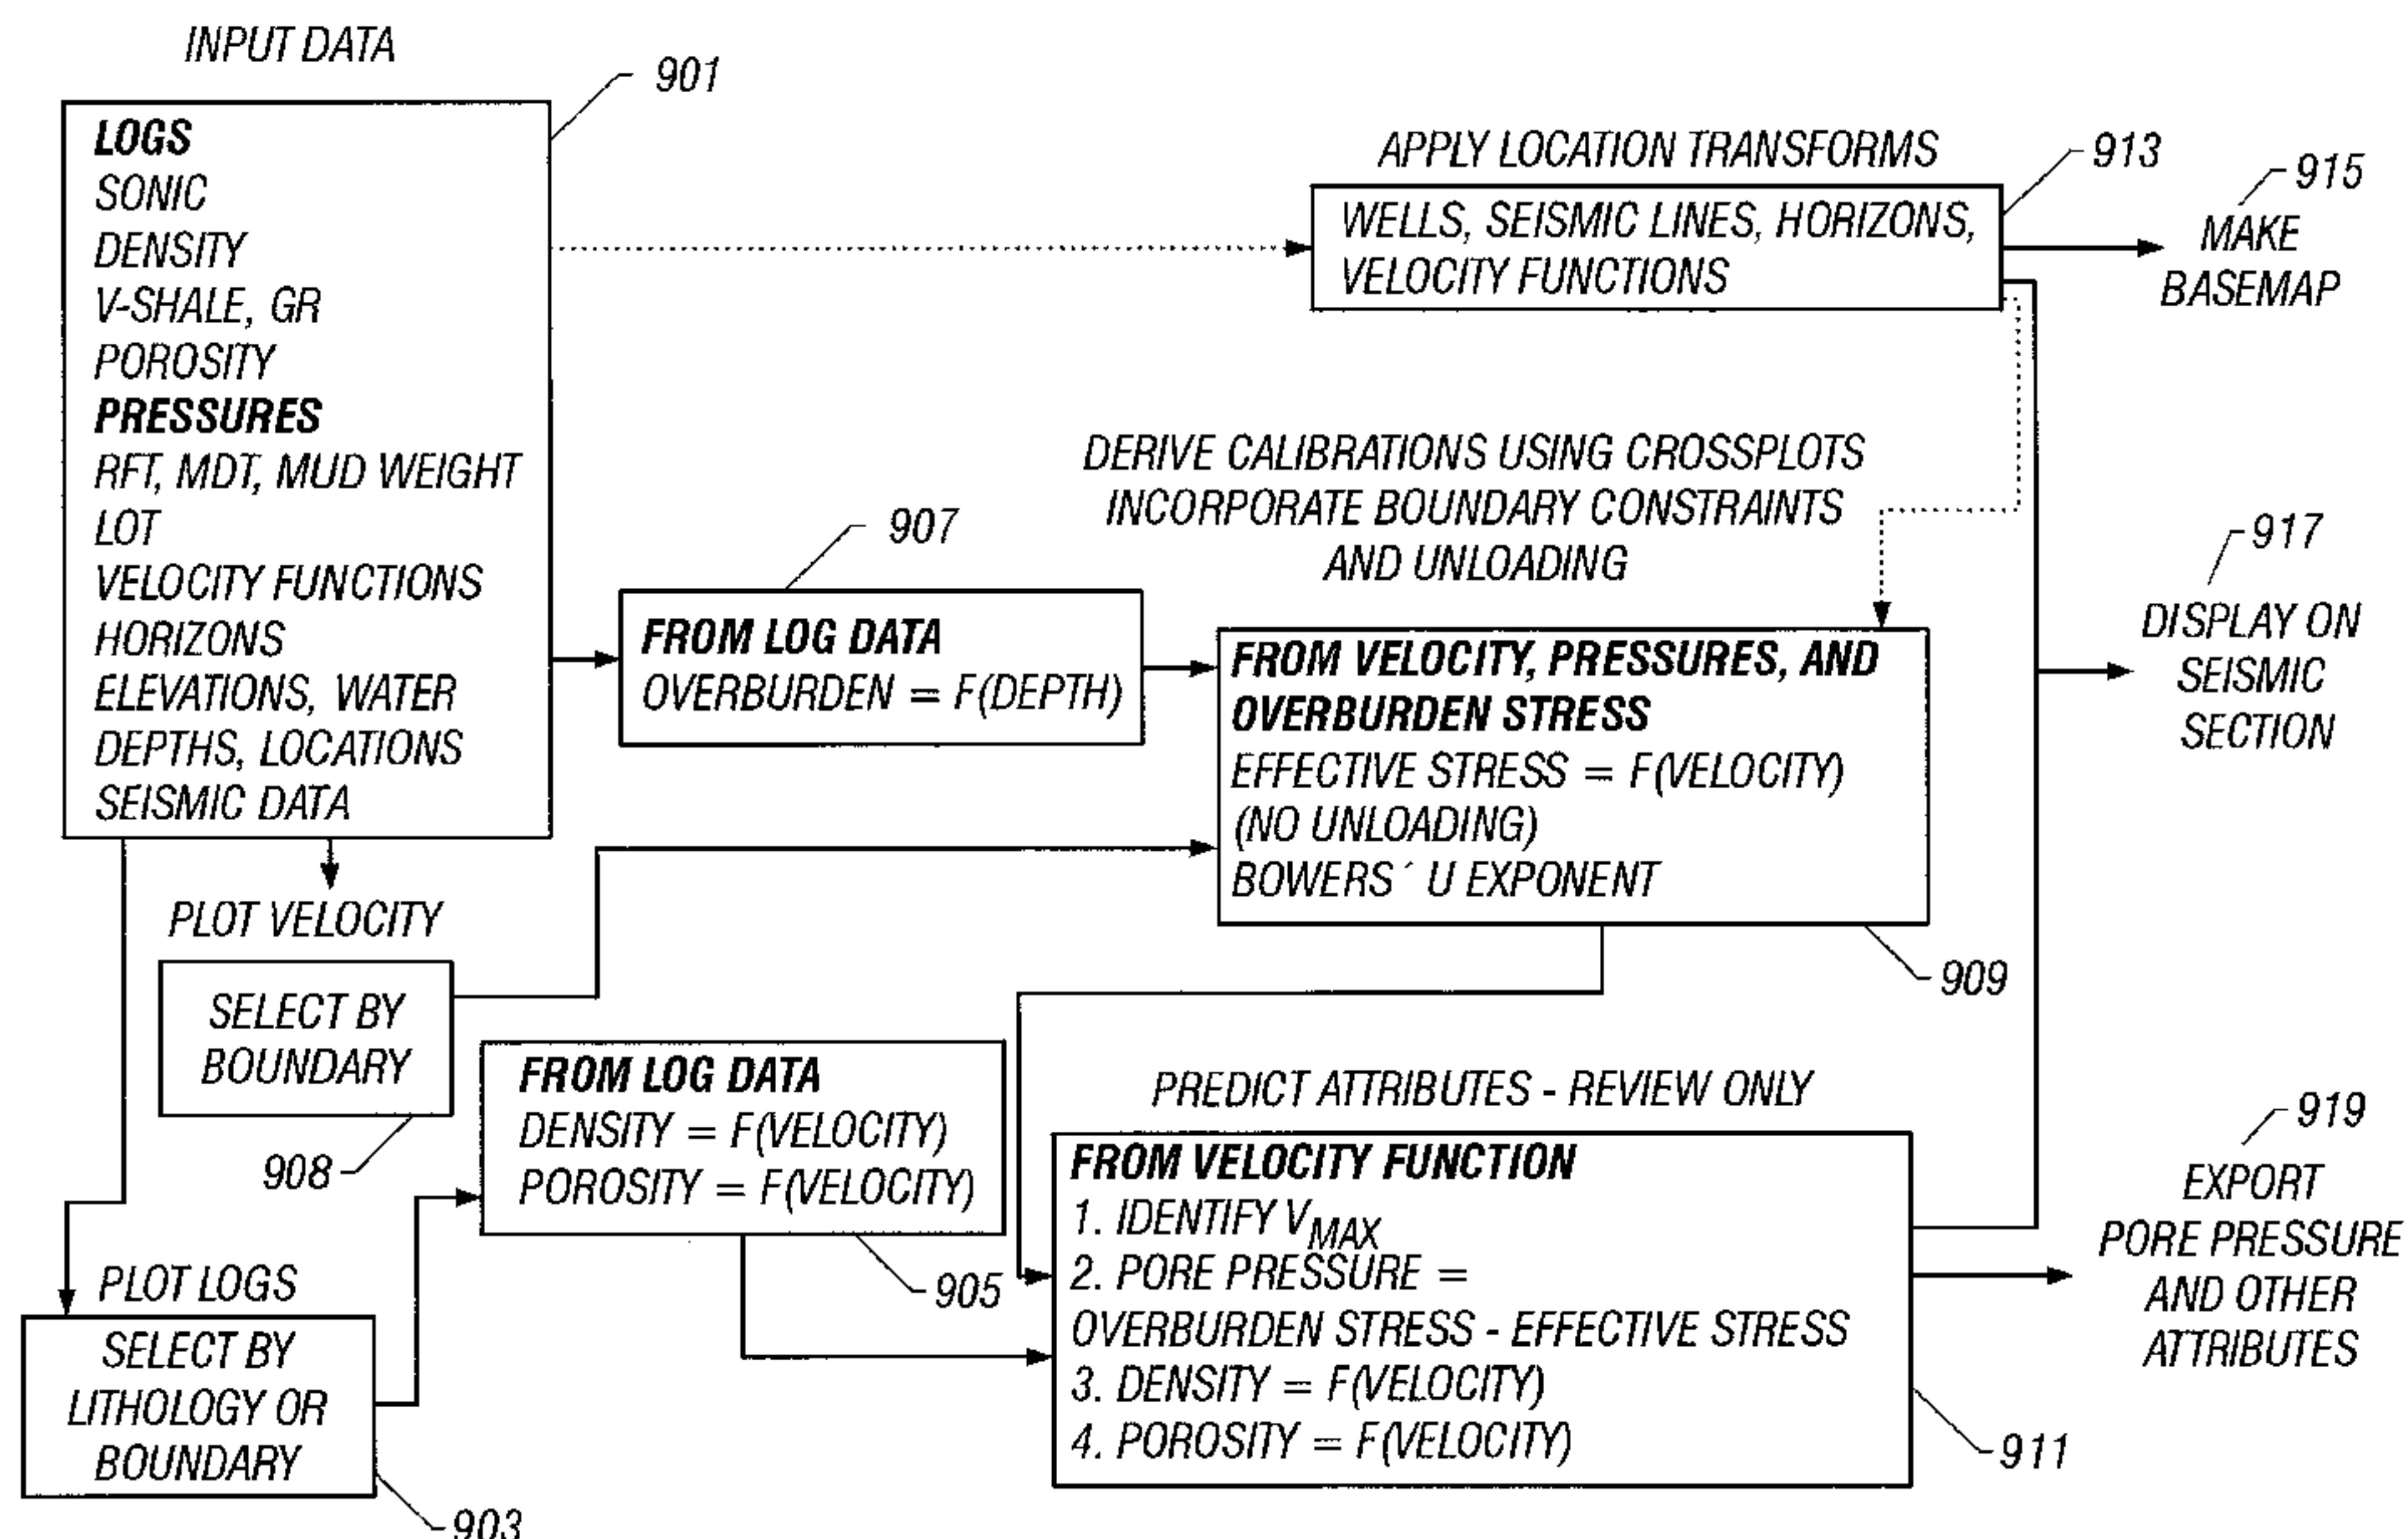 INPUT DATA
901
LOGS
SONIC
DENSITY
V-SHALE, GR
POROSITY
PRESSURES
RFT, MDT, MUD WEIGHT
LOT
VELOCITY FUNCTIONS
HORIZONS
ELEVATIONS, WATER
DEPTHS, LOCATIONS
SEISMIC DATA
APPLY LOCATION TRANSFORMS
913
WELLS, SEISMIC LINES, HORIZONS,
VELOCITY FUNCTIONS
915
MAKE
BASEMAP
DERIVE CALIBRATIONS USING CROSSPLOTS
INCORPORATE BOUNDARY CONSTRAINTS
AND UNLOADING
907
FROM LOG DATA
OVERBURDEN = F(DEPTH)
FROM VELOCITY, PRESSURES, AND
OVERBURDEN STRESS
EFFECTIVE STRESS = F(VELOCITY)
(NO UNLOADING)
BOWERS´ U EXPONENT
909
917
DISPLAY ON
SEISMIC
SECTION
PLOT VELOCITY
SELECT BY
BOUNDARY
908
FROM LOG DATA
DENSITY = F(VELOCITY)
POROSITY = F(VELOCITY)
905
PLOT LOGS
SELECT BY
LITHOLOGY OR
BOUNDARY
903
PREDICT ATTRIBUTES - REVIEW ONLY
FROM VELOCITY FUNCTION
1. IDENTIFY VMAX
2. PORE PRESSURE =
OVERBURDEN STRESS - EFFECTIVE STRESS
3. DENSITY = F(VELOCITY)
4. POROSITY = F(VELOCITY)
911
919
EXPORT
PORE PRESSURE
AND OTHER
ATTRIBUTES